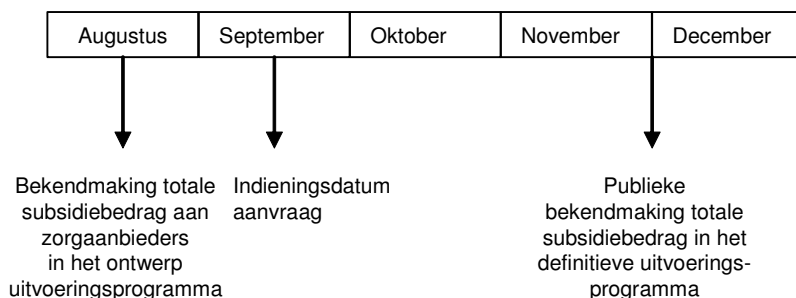 Augustus September Oktober November December
Bekendmaking totale
subsidiebedrag aan
zorgaanbieders
in het ontwerp
uitvoeringsprogramma
Indieningsdatum
aanvraag
Publieke
bekendmaking totale
subsidiebedrag in het
definitieve uitvoerings-
programma